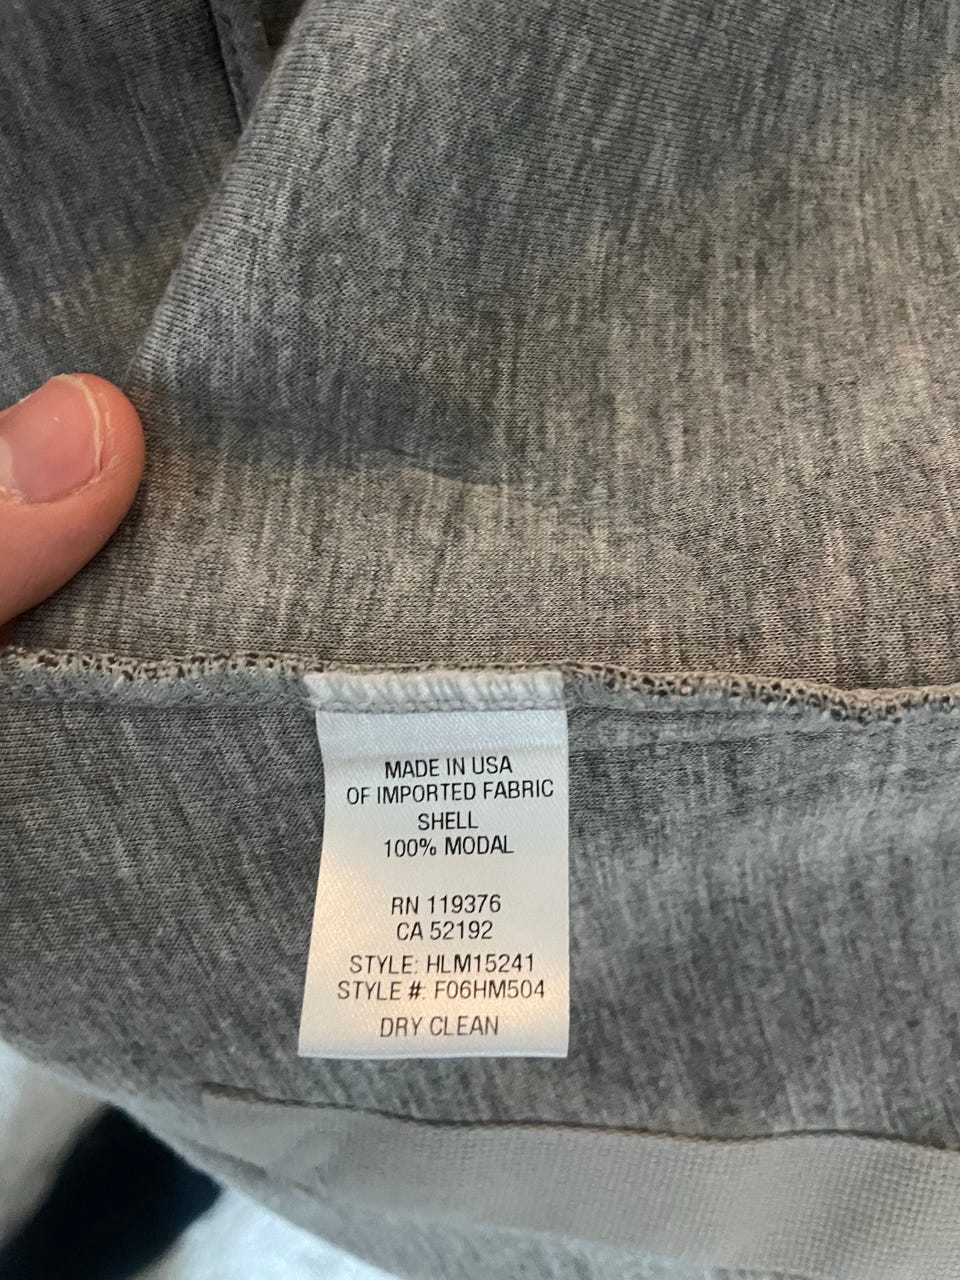 MADE IN USA
OF IMPORTED FABRIC
SHELL
100% MODAL
RN 119376
CA 52192
STYLE: HLM15241
STYLE #: F06HM504
DRY CLEAN